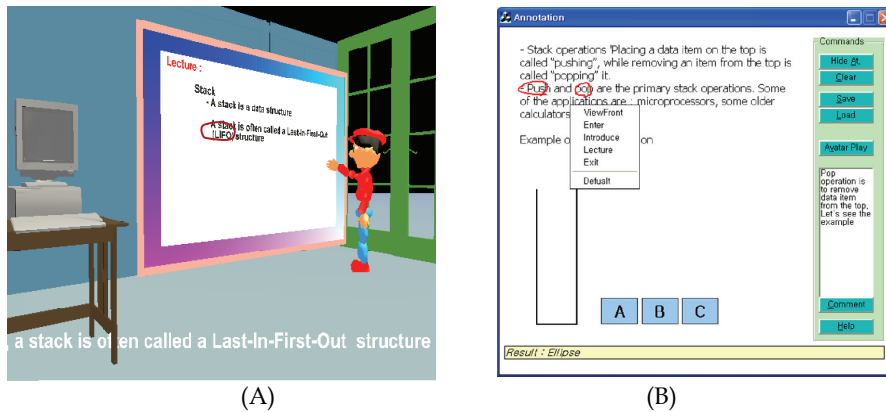 Lecture :
Stack
- A stack is a data structure
- A stack is often called a Last-in-First-Out
(LIFO) structure
, a stack is often called a Last-In-First-Out structure
(A)
Annotation
- Stack operations 'Placing a data item on the top is
called "pushing", while removing an item from the top is
called "popping" it.
- Push and pop are the primary stack operations. Some
of the applications are : microprocessors, some older
calculators
Example o on
ViewFront
Enter
Introduce
Lecture
Exit
Defualt
A B C
Result : Ellipse
Commands
Hide At.
Clear
Save
Load
Avatar Play
Pop
operation is
to remove
data item
from the top,
Let's see the
example
Comment
Help
(B)